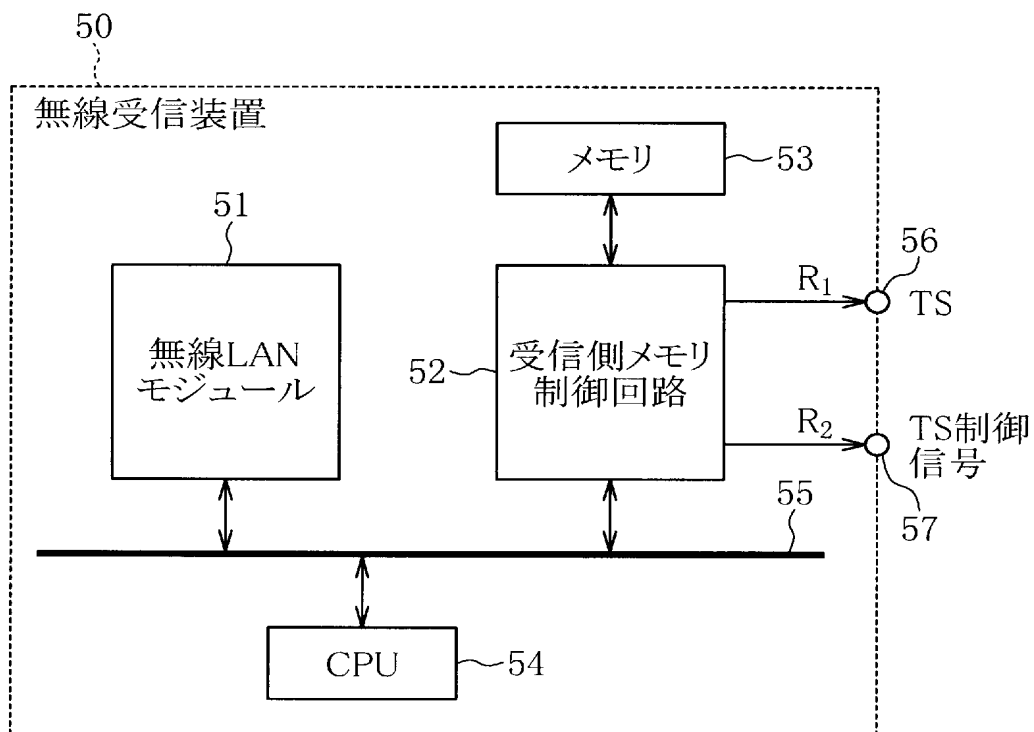 50
無線受信装置
メモリ
53
51
56
R1
TS
無線LAN
モジュール
52
受信側メモリ
制御回路
R2
TS制御
信号
57
55
CPU
54